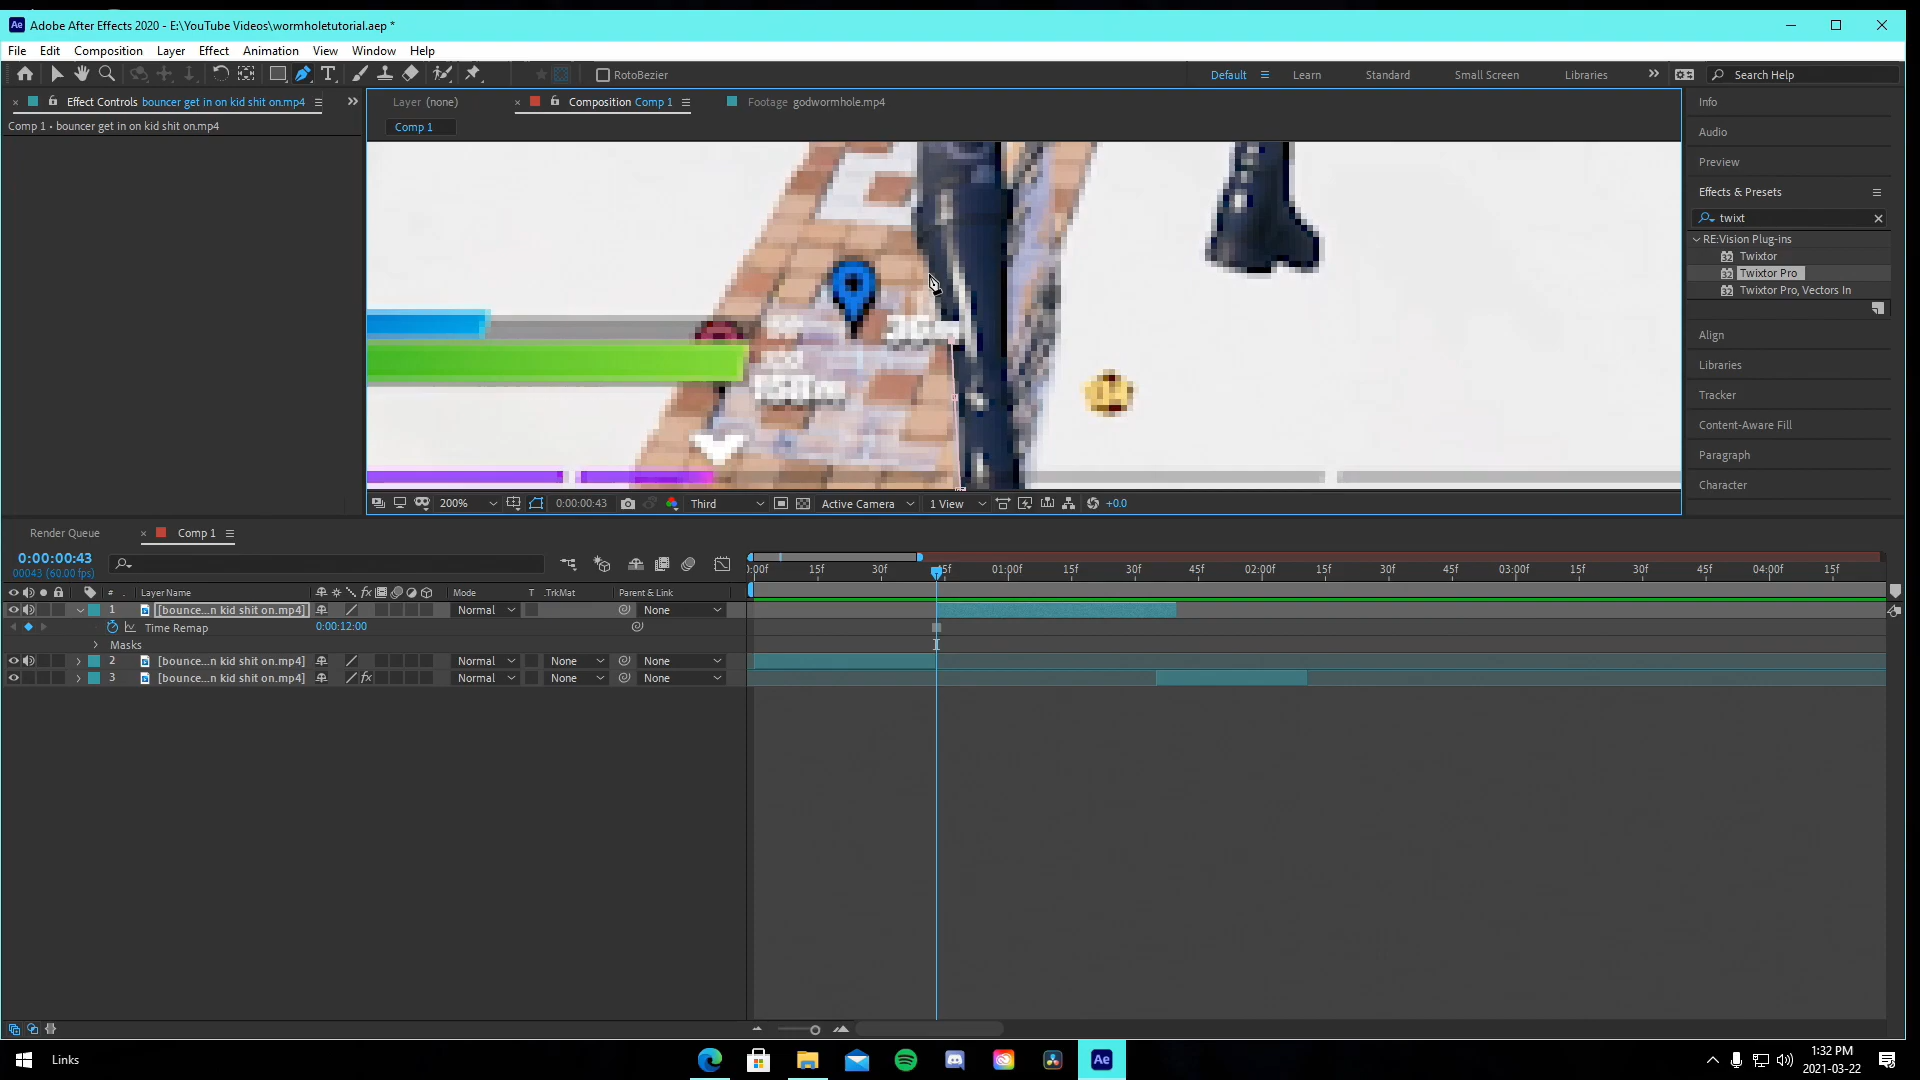 Adobe After Effects 2020 - E:\YouTube Videos\wormholetutorial.aep *
File Edit Composition Layer Effect Animation View Window Help
RotoBezier
Default Learn Standard Small Screen Libraries Search Help
Effect Controls bouncer get in on kid shit on.mp4
Layer (none) Composition Comp 1 Footage godwormhole.mp4
Comp 1 • bouncer get in on kid shit on.mp4
Comp 1
Info
Audio
Preview
Effects & Presets
twixt
RE:Vision Plug-ins
Twixtor
Twixtor Pro
Twixtor Pro, Vectors In
Align
Libraries
Tracker
Content-Aware Fill
Paragraph
Character
200% 0:00:00:43 Third Active Camera 1 View +0.0
Render Queue Comp 1
0:00:00:43
00043 (60.00 fps)
:00f 15f 30f 45f 01:00f 15f 30f 45f 02:00f 15f 30f 45f 03:00f 15f 30f 45f 04:00f 15f
# Layer Name Mode T .TrkMat Parent & Link
1 [bounce...n kid shit on.mp4] Normal None
Time Remap 0:00:12:00
Masks
2 [bounce...n kid shit on.mp4] Normal None None
3 [bounce...n kid shit on.mp4] Normal None None
Links
Ae
1:32 PM
2021-03-22